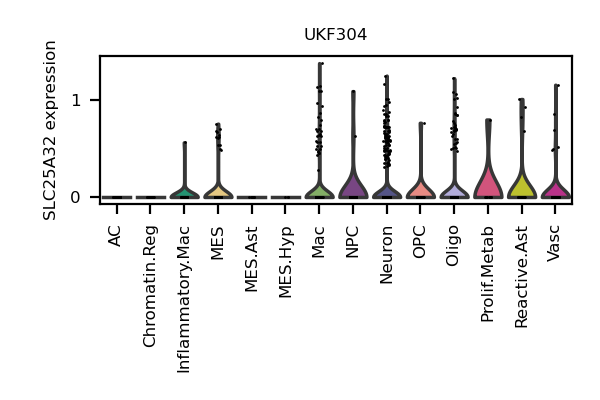 UKF304
SLC25A32 expression
1
0
AC
Chromatin.Reg
Inflammatory.Mac
MES
MES.Ast
MES.Hyp
Mac
NPC
Neuron
OPC
Oligo
Prolif.Metab
Reactive.Ast
Vasc